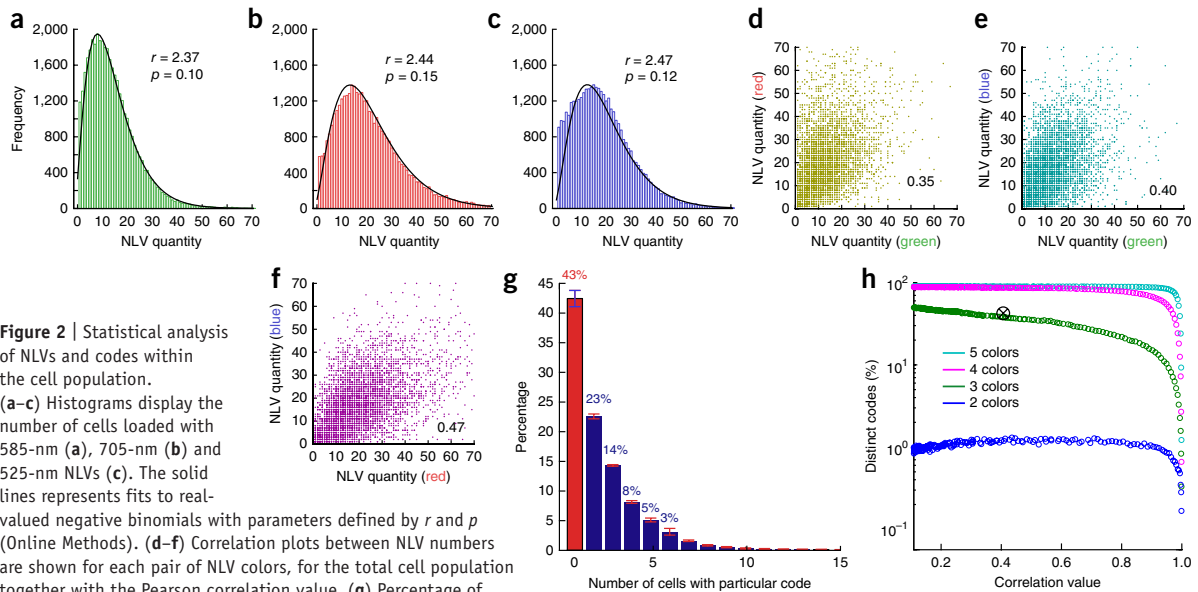 a
2,000
1,600
1,200
800
400
0
Frequency
r = 2.37
p = 0.10
0 10 20 30 40 50 60 70
NLV quantity
b
2,000
1,600
1,200
800
400
0
r = 2.44
p = 0.15
0 10 20 30 40 50 60 70
NLV quantity
c
2,000
1,600
1,200
800
400
0
r = 2.47
p = 0.12
0 10 20 30 40 50 60 70
NLV quantity
d
70
60
50
40
30
20
10
0
NLV quantity (red)
0.35
0 10 20 30 40 50 60 70
NLV quantity (green)
e
70
60
50
40
30
20
10
0
NLV quantity (blue)
0.40
0 10 20 30 40 50 60 70
NLV quantity (green)
f
70
60
50
40
30
20
10
0
NLV quantity (blue)
0.47
0 10 20 30 40 50 60 70
NLV quantity (red)
g
45
40
35
30
25
20
15
10
5
0
Percentage
43%
23%
14%
8%
5%
3%
0 5 10 15
Number of cells with particular code
h
10²
10¹
10⁰
10⁻¹
Distinct codes (%)
5 colors
4 colors
3 colors
2 colors
0.2 0.4 0.6 0.8 1.0
Correlation value
Figure 2 | Statistical analysis
of NLVs and codes within
the cell population.
(a–c) Histograms display the
number of cells loaded with
585-nm (a), 705-nm (b) and
525-nm NLVs (c). The solid
lines represents fits to real-
valued negative binomials with parameters defined by r and p
(Online Methods). (d–f) Correlation plots between NLV numbers
are shown for each pair of NLV colors, for the total cell population
together with the Pearson correlation value. (g) Percentage of